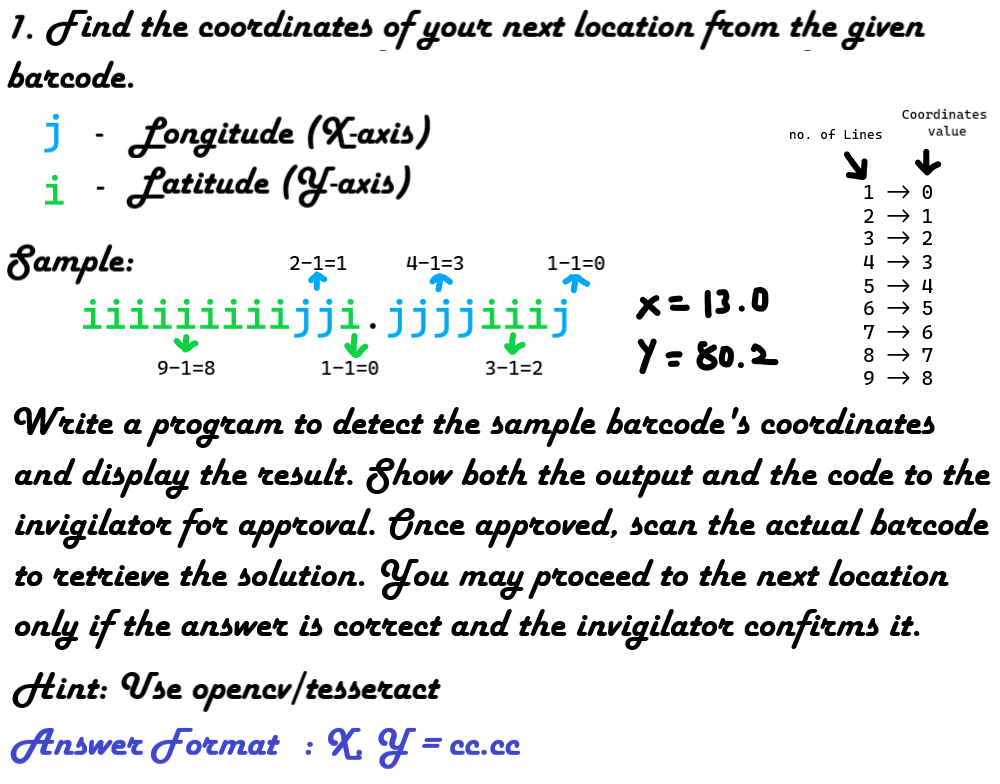 1. Find the coordinates of your next location from the given
barcode.
j - Longitude (X-axis)
i - Latitude (Y-axis)
no. of Lines
Coordinates
value
1 → 0
2 → 1
3 → 2
4 → 3
5 → 4
6 → 5
7 → 6
8 → 7
9 → 8
Sample:
2-1=1 4-1=3 1-1=0
iiiiiiiiijji.jjjjiiij
9-1=8 1-1=0 3-1=2
x = 13.0
Y = 80.2
Write a program to detect the sample barcode's coordinates
and display the result. Show both the output and the code to the
invigilator for approval. Once approved, scan the actual barcode
to retrieve the solution. You may proceed to the next location
only if the answer is correct and the invigilator confirms it.
Hint: Use opencv/tesseract
Answer Format : X, Y = cc.cc